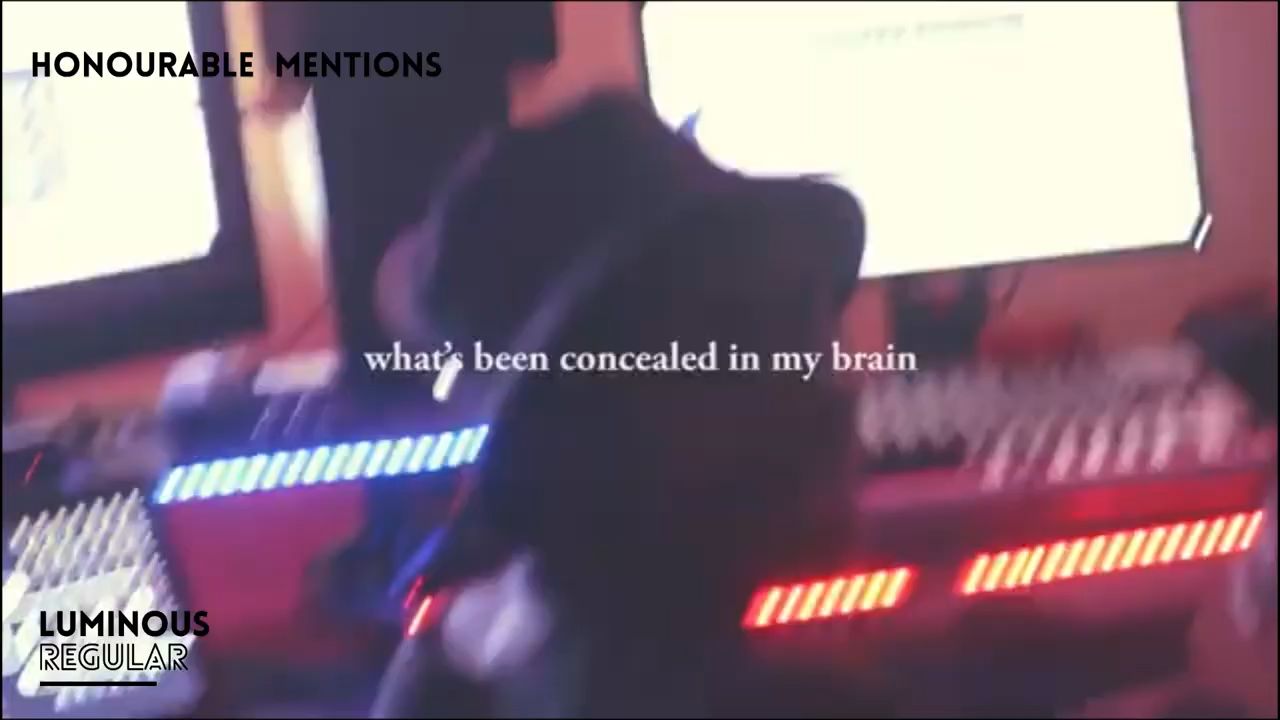 HONOURABLE MENTIONS
what's been concealed in my brain
LUMINOUS
REGULAR